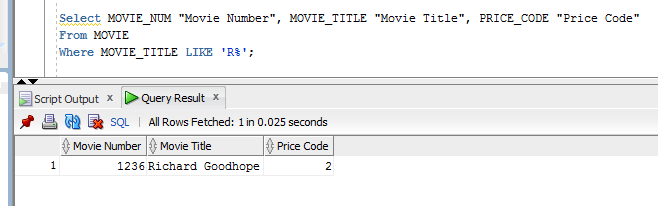 Select MOVIE_NUM "Movie Number", MOVIE_TITLE "Movie Title", PRICE_CODE "Price Code"
From MOVIE
Where MOVIE_TITLE LIKE 'R%';
Script Output x Query Result x
SQL | All Rows Fetched: 1 in 0.025 seconds
Movie Number Movie Title Price Code
1 1236 Richard Goodhope 2